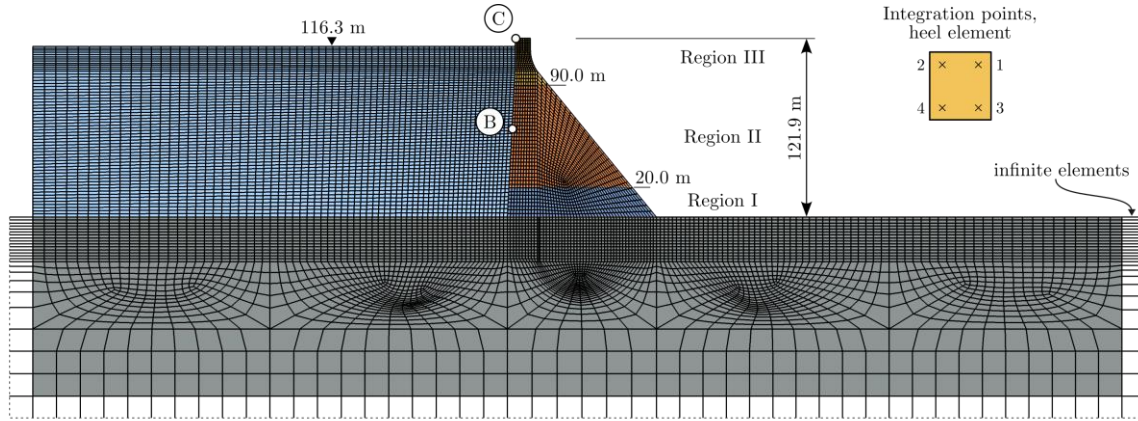 C
116.3 m
Integration points,
heel element
Region III
90.0 m
2
1
4
3
B
Region II
121.9 m
20.0 m
Region I
infinite elements